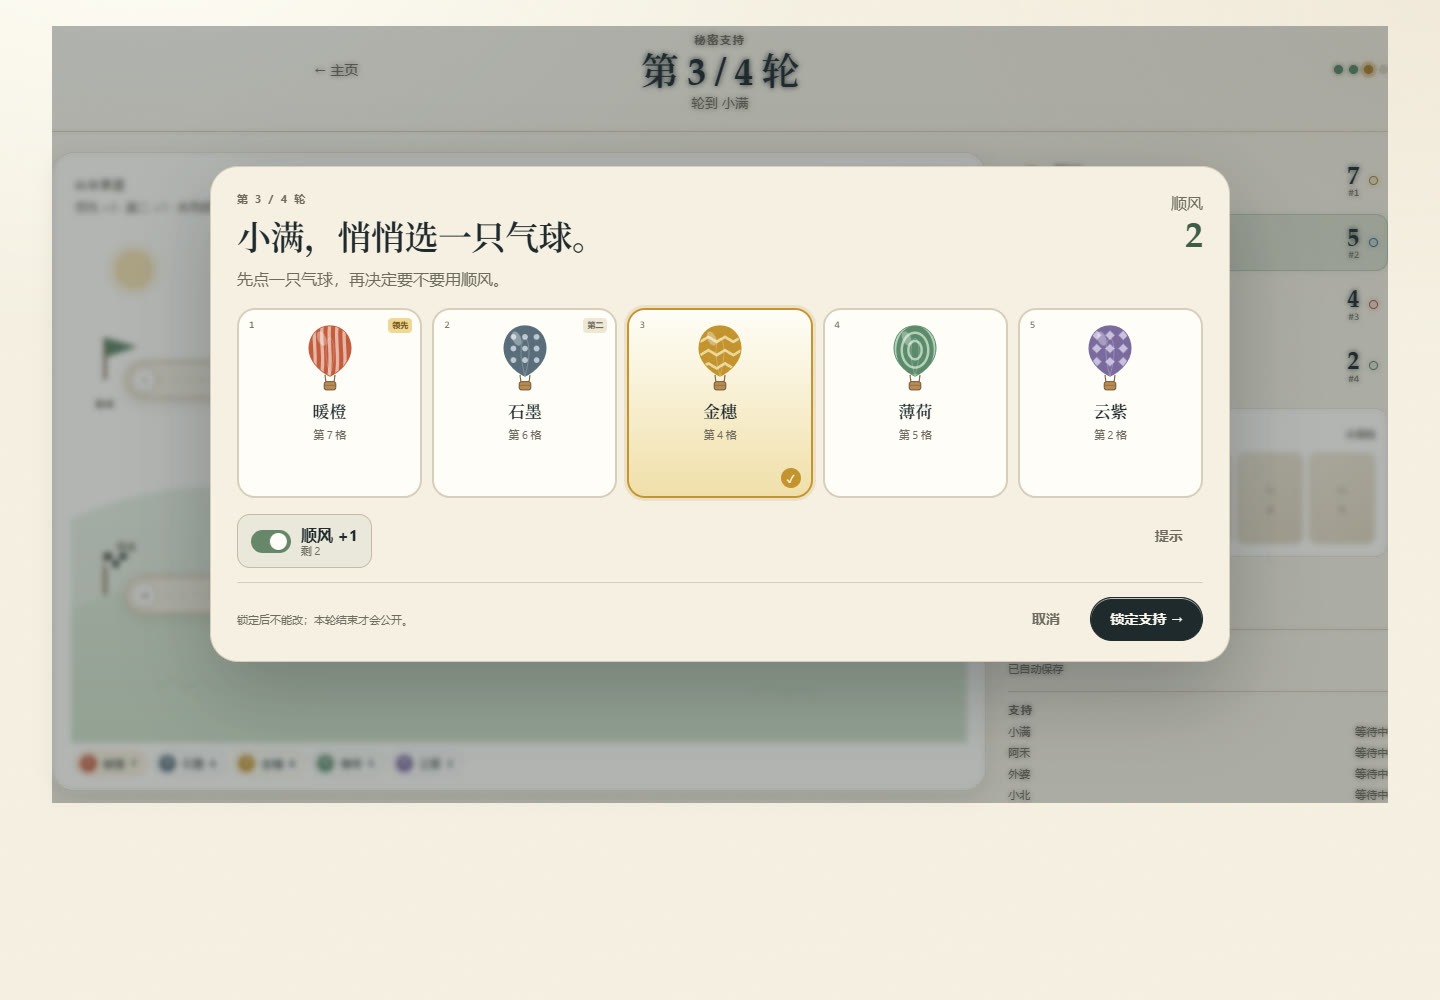 秘密支持
← 主页
第 3 / 4 轮
轮到 小满
第 3 / 4 轮
小满，悄悄选一只气球。
先点一只气球，再决定要不要用顺风。
顺风
2
1
领先
暖橙
第 7 格
2
第二
石墨
第 6 格
3
金穗
第 4 格
✓
4
薄荷
第 5 格
5
云紫
第 2 格
顺风 +1
剩 2
提示
锁定后不能改；本轮结束才会公开。
取消
锁定支持 →
7
#1
5
#2
4
#3
2
#4
已自动保存
支持
小满 等待中
阿禾 等待中
外婆 等待中
小北 等待中